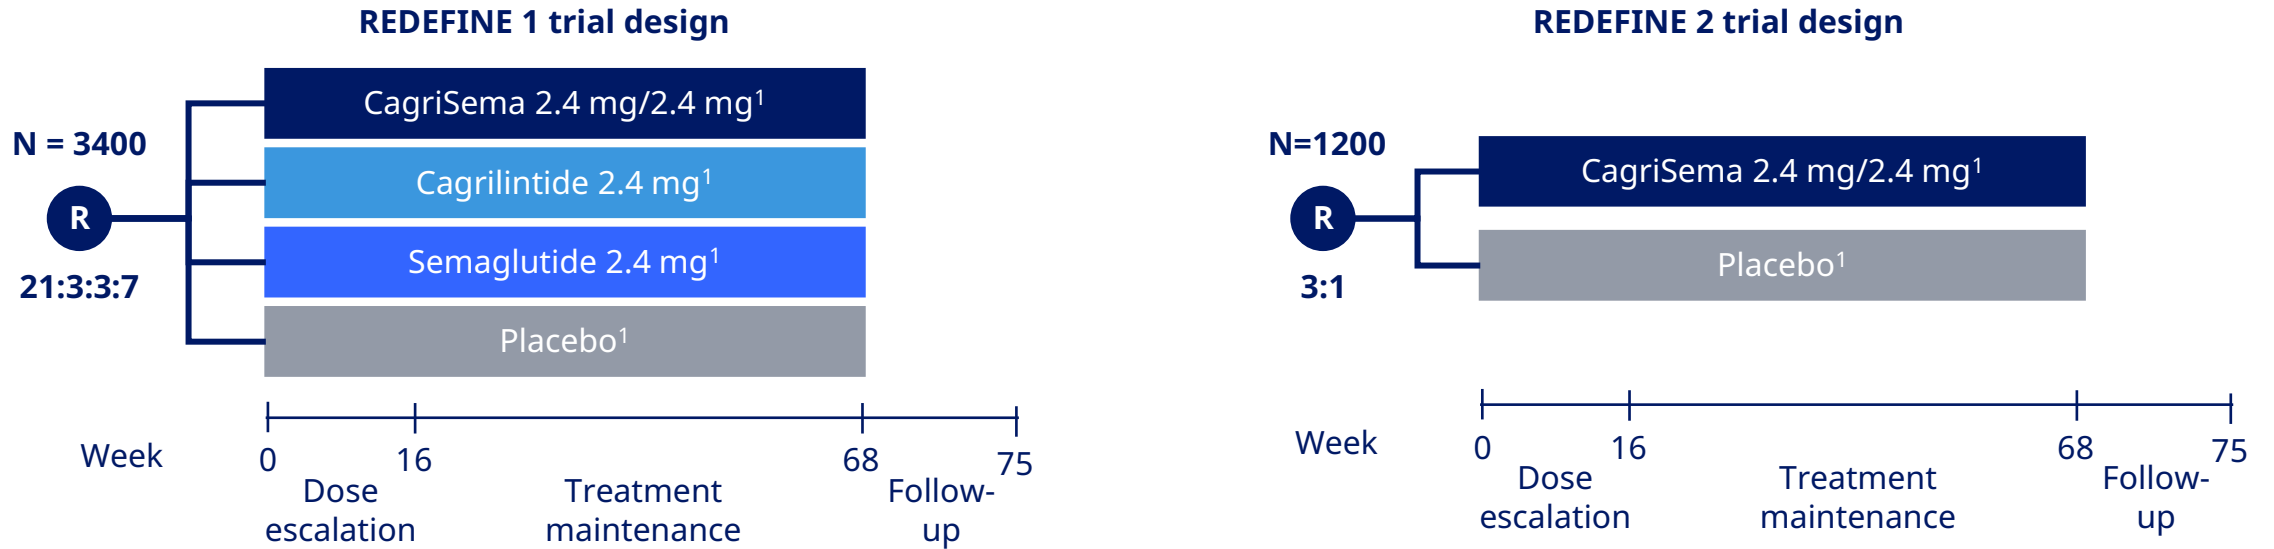 REDEFINE 1 trial design
CagriSema 2.4 mg/2.4 mg¹
N = 3400
Cagrilintide 2.4 mg¹
R
Semaglutide 2.4 mg¹
21:3:3:7
Placebo¹
Week
0
16
68
75
Dose
escalation
Treatment
maintenance
Follow-
up
REDEFINE 2 trial design
N=1200
CagriSema 2.4 mg/2.4 mg¹
R
Placebo¹
3:1
Week
0
16
68
75
Dose
escalation
Treatment
maintenance
Follow-
up